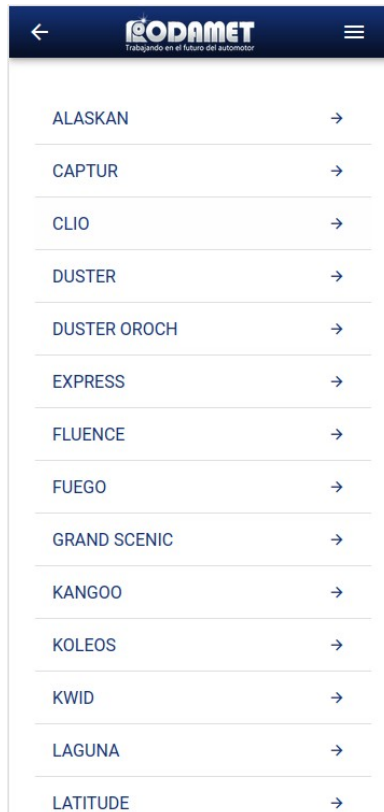 RODAMET
Trabajando en el futuro del automotor
ALASKAN
CAPTUR
CLIO
DUSTER
DUSTER OROCH
EXPRESS
FLUENCE
FUEGO
GRAND SCENIC
KANGOO
KOLEOS
KWID
LAGUNA
LATITUDE